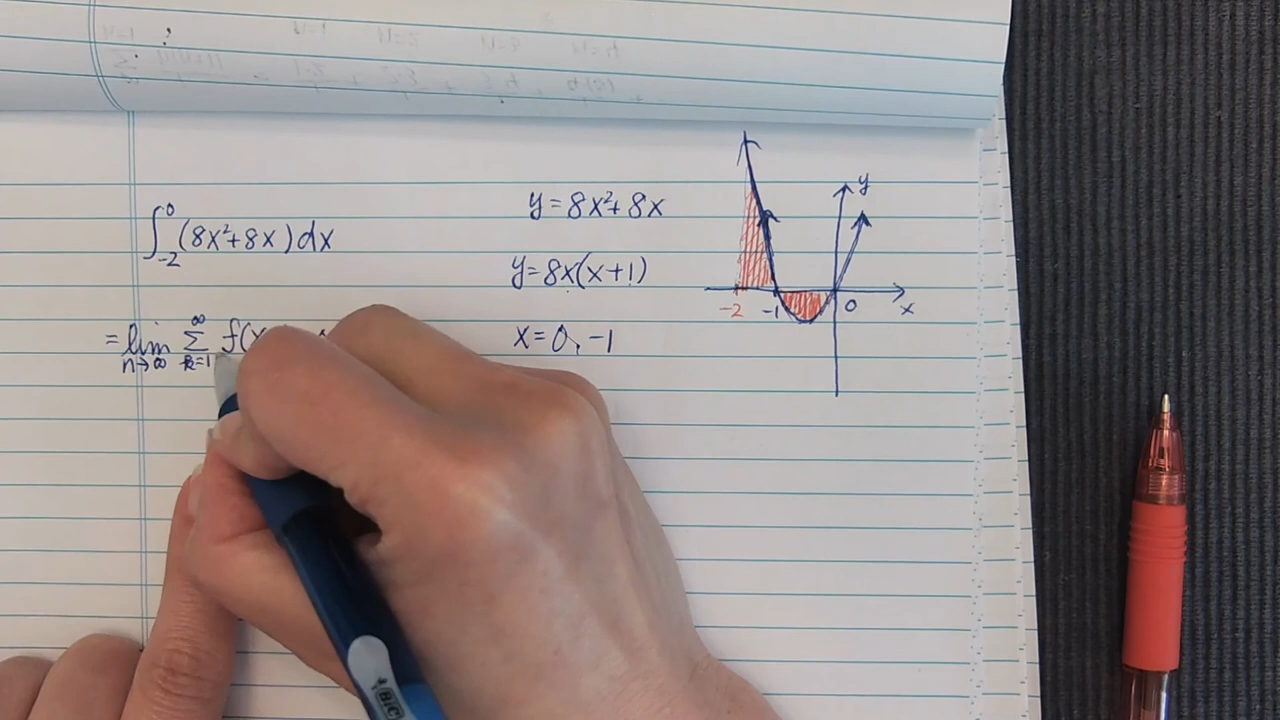 ∫₋₂⁰ (8x²+8x)dx
= lim n→∞ ∑ k=1 ∞ f(x
y=8x²+8x
y=8x(x+1)
x=0, -1
y
-2 -1 0 x
BIC